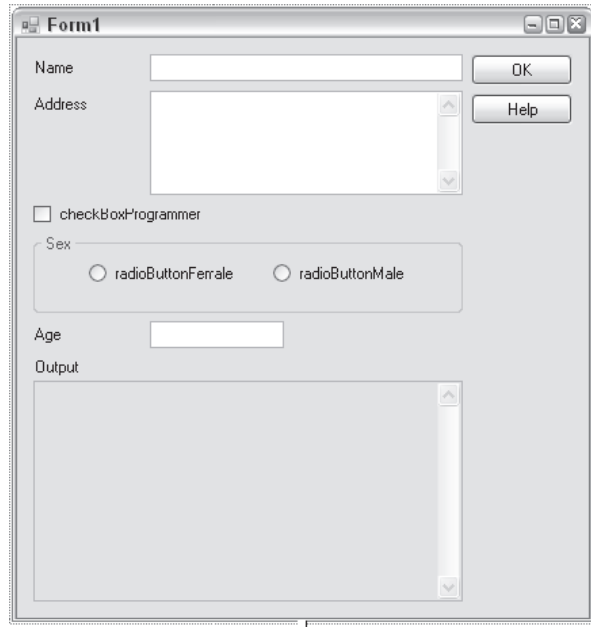 Form1
Name
OK
Address
Help
checkBoxProgrammer
Sex
radioButtonFemale
radioButtonMale
Age
Output